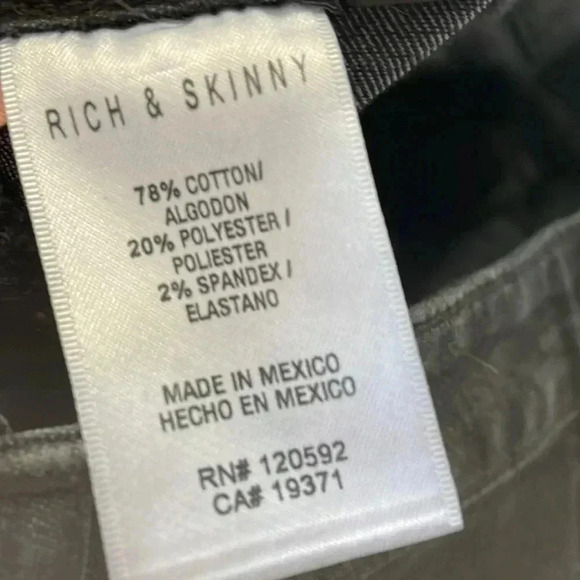 RICH & SKINNY
78% COTTON/
ALGODON
20% POLYESTER /
POLIESTER
2% SPANDEX /
ELASTANO
MADE IN MEXICO
HECHO EN MEXICO
RN# 120592
CA# 19371